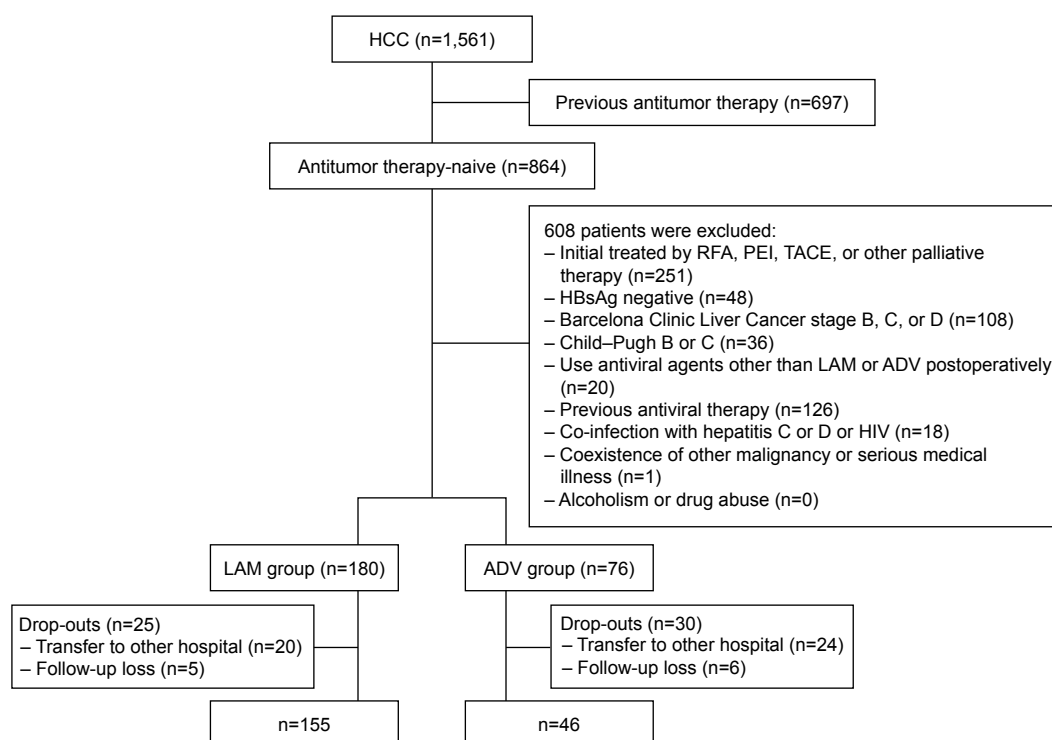 HCC (n=1,561)
Previous antitumor therapy (n=697)
Antitumor therapy-naive (n=864)
608 patients were excluded:
– Initial treated by RFA, PEI, TACE, or other palliative
therapy (n=251)
– HBsAg negative (n=48)
– Barcelona Clinic Liver Cancer stage B, C, or D (n=108)
– Child–Pugh B or C (n=36)
– Use antiviral agents other than LAM or ADV postoperatively
(n=20)
– Previous antiviral therapy (n=126)
– Co-infection with hepatitis C or D or HIV (n=18)
– Coexistence of other malignancy or serious medical
illness (n=1)
– Alcoholism or drug abuse (n=0)
LAM group (n=180)
ADV group (n=76)
Drop-outs (n=25)
– Transfer to other hospital (n=20)
– Follow-up loss (n=5)
Drop-outs (n=30)
– Transfer to other hospital (n=24)
– Follow-up loss (n=6)
n=155
n=46